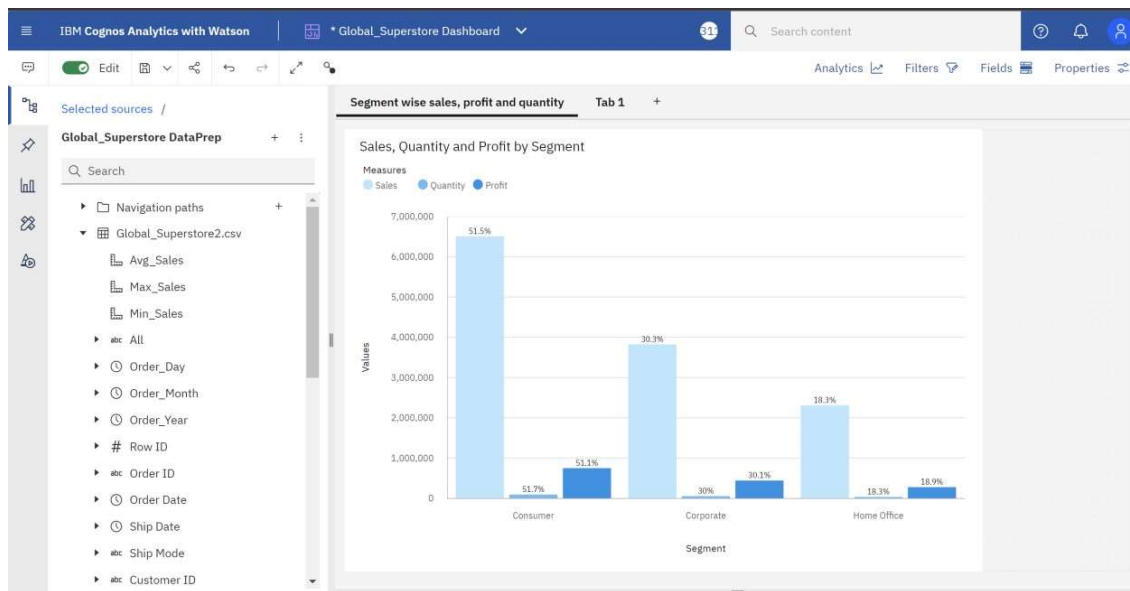 IBM Cognos Analytics with Watson
* Global_Superstore Dashboard
Search content
Edit
Analytics
Filters
Fields
Properties
Selected sources /
Global_Superstore DataPrep
Search
Navigation paths
Global_Superstore2.csv
Avg_Sales
Max_Sales
Min_Sales
abc All
Order_Day
Order_Month
Order_Year
# Row ID
abc Order ID
Order Date
Ship Date
abc Ship Mode
abc Customer ID
Segment wise sales, profit and quantity
Tab 1
Sales, Quantity and Profit by Segment
Measures
Sales Quantity Profit
7,000,000
51.5%
6,000,000
5,000,000
4,000,000
30.3%
3,000,000
18.3%
2,000,000
1,000,000
51.1%
30.1%
18.9%
51.7%
30%
18.3%
0
Values
Consumer Corporate Home Office
Segment